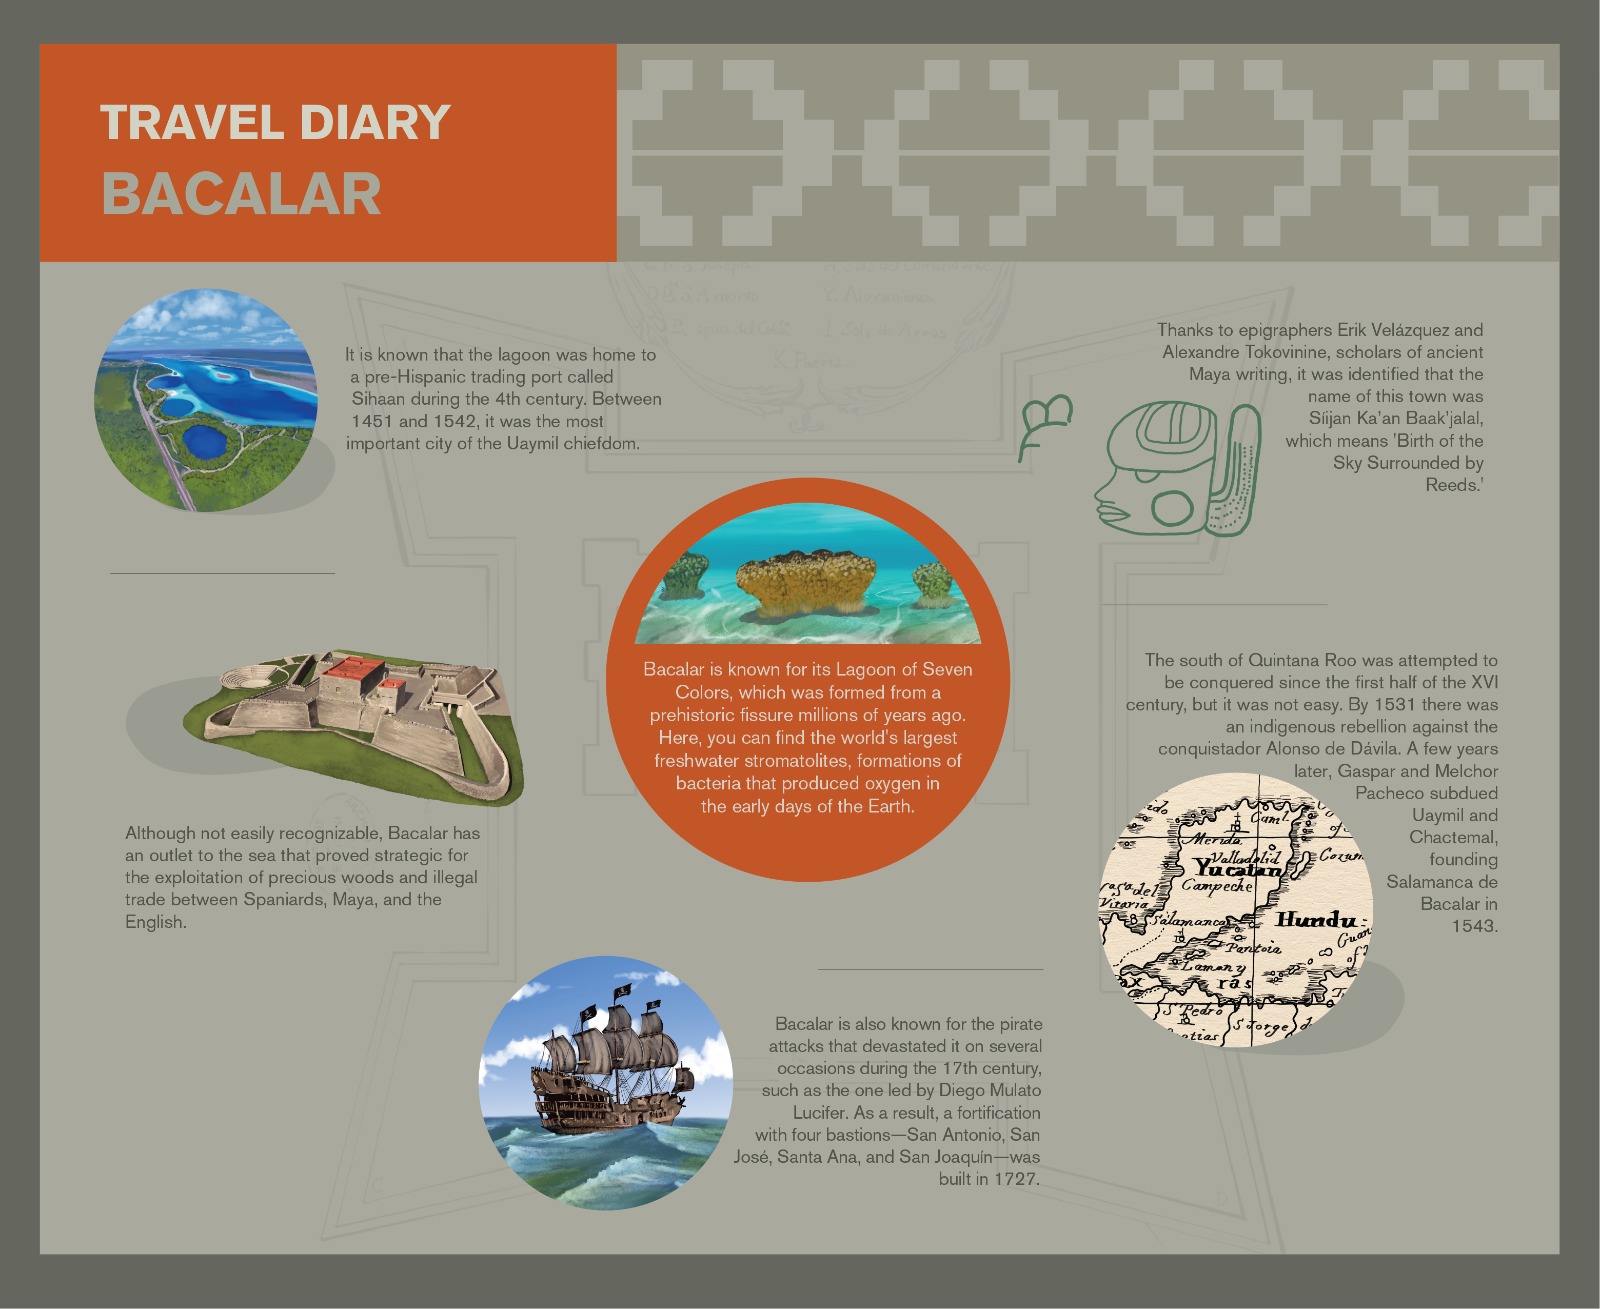 TRAVEL DIARY
BACALAR
It is known that the lagoon was home to
a pre-Hispanic trading port called
Sihaan during the 4th century. Between
1451 and 1542, it was the most
important city of the Uaymil chiefdom.
Thanks to epigraphers Erik Velázquez and
Alexandre Tokovinine, scholars of ancient
Maya writing, it was identified that the
name of this town was
Síijan Ka'an Baak'jalal,
which means 'Birth of the
Sky Surrounded by
Reeds.'
Bacalar is known for its Lagoon of Seven
Colors, which was formed from a
prehistoric fissure millions of years ago.
Here, you can find the world's largest
freshwater stromatolites, formations of
bacteria that produced oxygen in
the early days of the Earth.
Although not easily recognizable, Bacalar has
an outlet to the sea that proved strategic for
the exploitation of precious woods and illegal
trade between Spaniards, Maya, and the
English.
The south of Quintana Roo was attempted to
be conquered since the first half of the XVI
century, but it was not easy. By 1531 there was
an indigenous rebellion against the
conquistador Alonso de Dávila. A few years
later, Gaspar and Melchor
Pacheco subdued
Uaymil and
Chactemal,
founding
Salamanca de
Bacalar in
1543.
Caml.
Merida
Valladolid
Cozum
Yucatan
Campeche
Vitoria
Salamanca
Hundu
Pantoia
Guan
Lamany
ras
S Pedro
S Jorge
Bacalar is also known for the pirate
attacks that devastated it on several
occasions during the 17th century,
such as the one led by Diego Mulato
Lucifer. As a result, a fortification
with four bastions—San Antonio, San
José, Santa Ana, and San Joaquín—was
built in 1727.